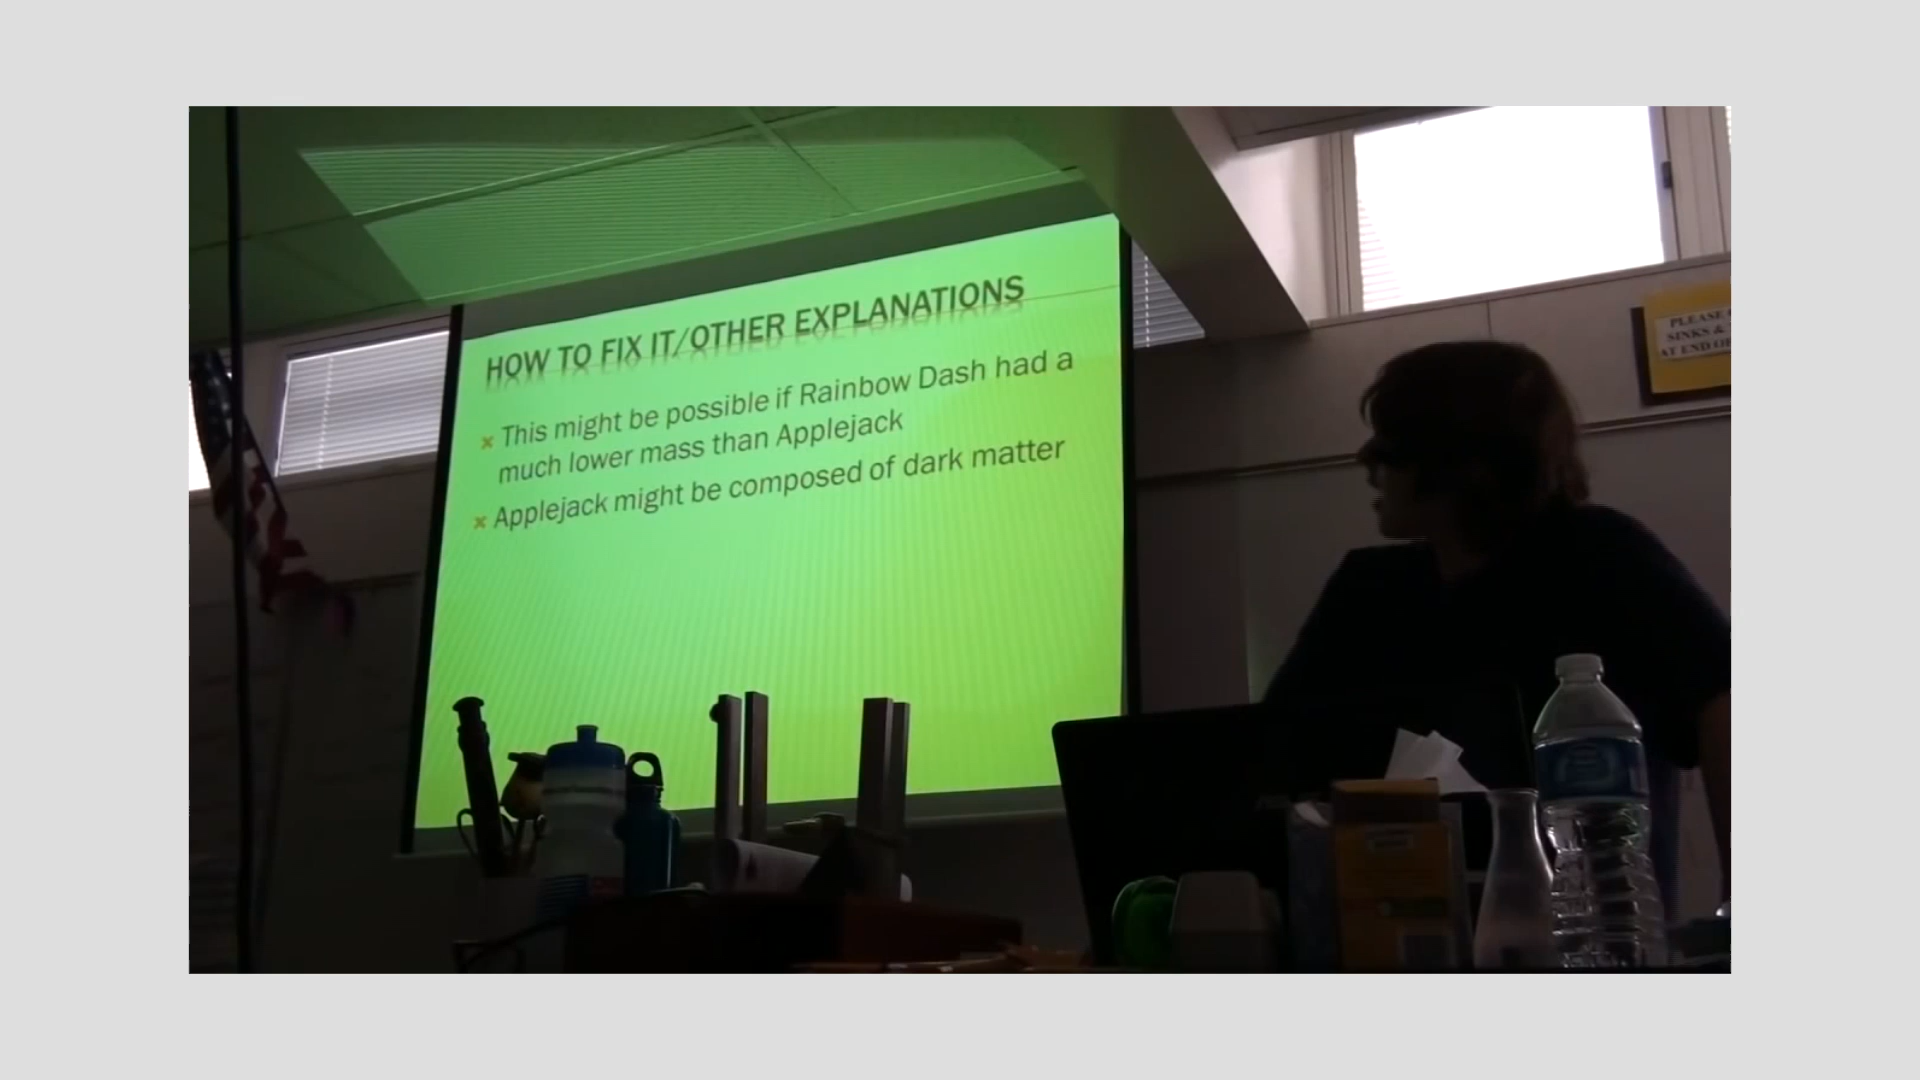 HOW TO FIX IT/OTHER EXPLANATIONS
This might be possible if Rainbow Dash had a
much lower mass than Applejack
Applejack might be composed of dark matter
PLEASE
SINKS &
AT END OF